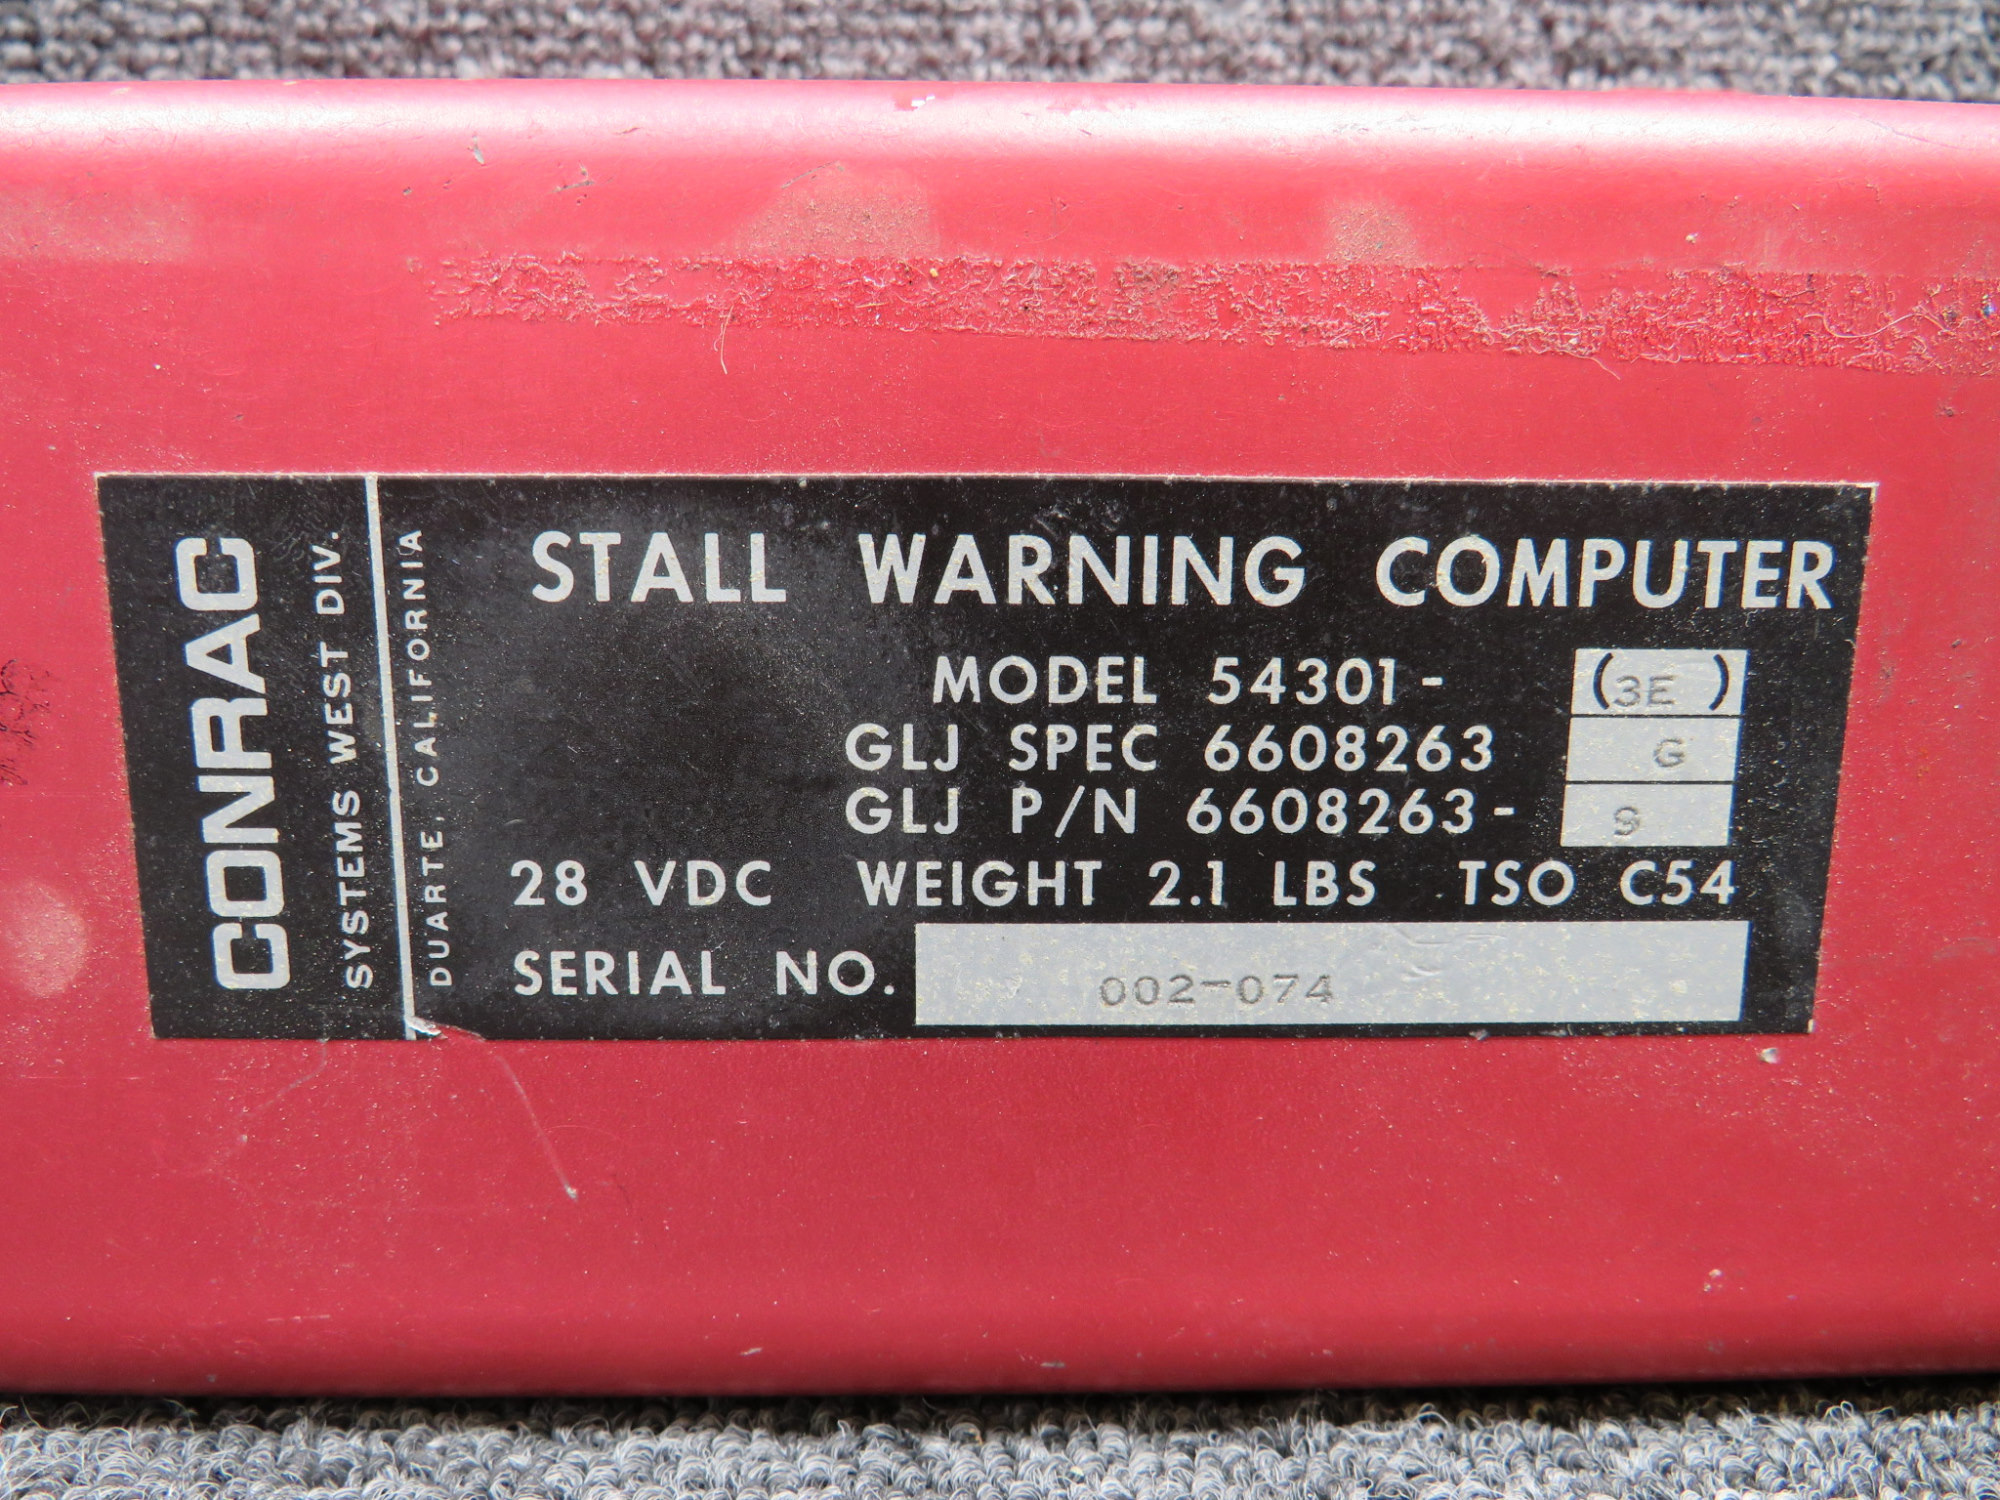 CONRAC
SYSTEMS WEST DIV.
DUARTE, CALIFORNIA
STALL WARNING COMPUTER
MODEL 54301- (3E )
GLJ SPEC 6608263 G
GLJ P/N 6608263- 9
28 VDC WEIGHT 2.1 LBS TSO C54
SERIAL NO. 002-074